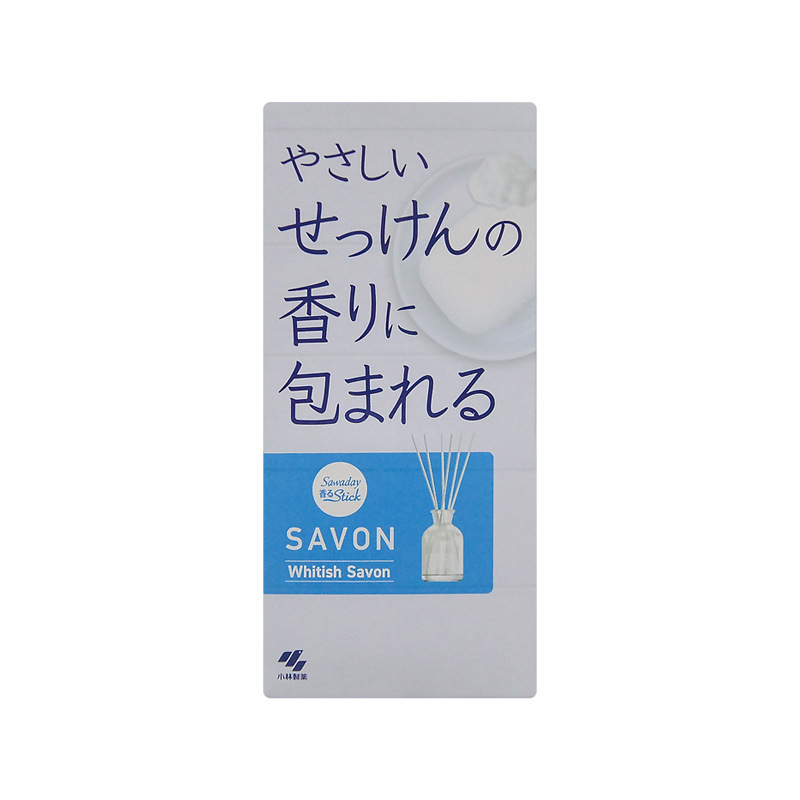 やさしい
せっけんの
香りに
包まれる
Sawaday
香るStick
SAVON
Whitish Savon
小林製薬